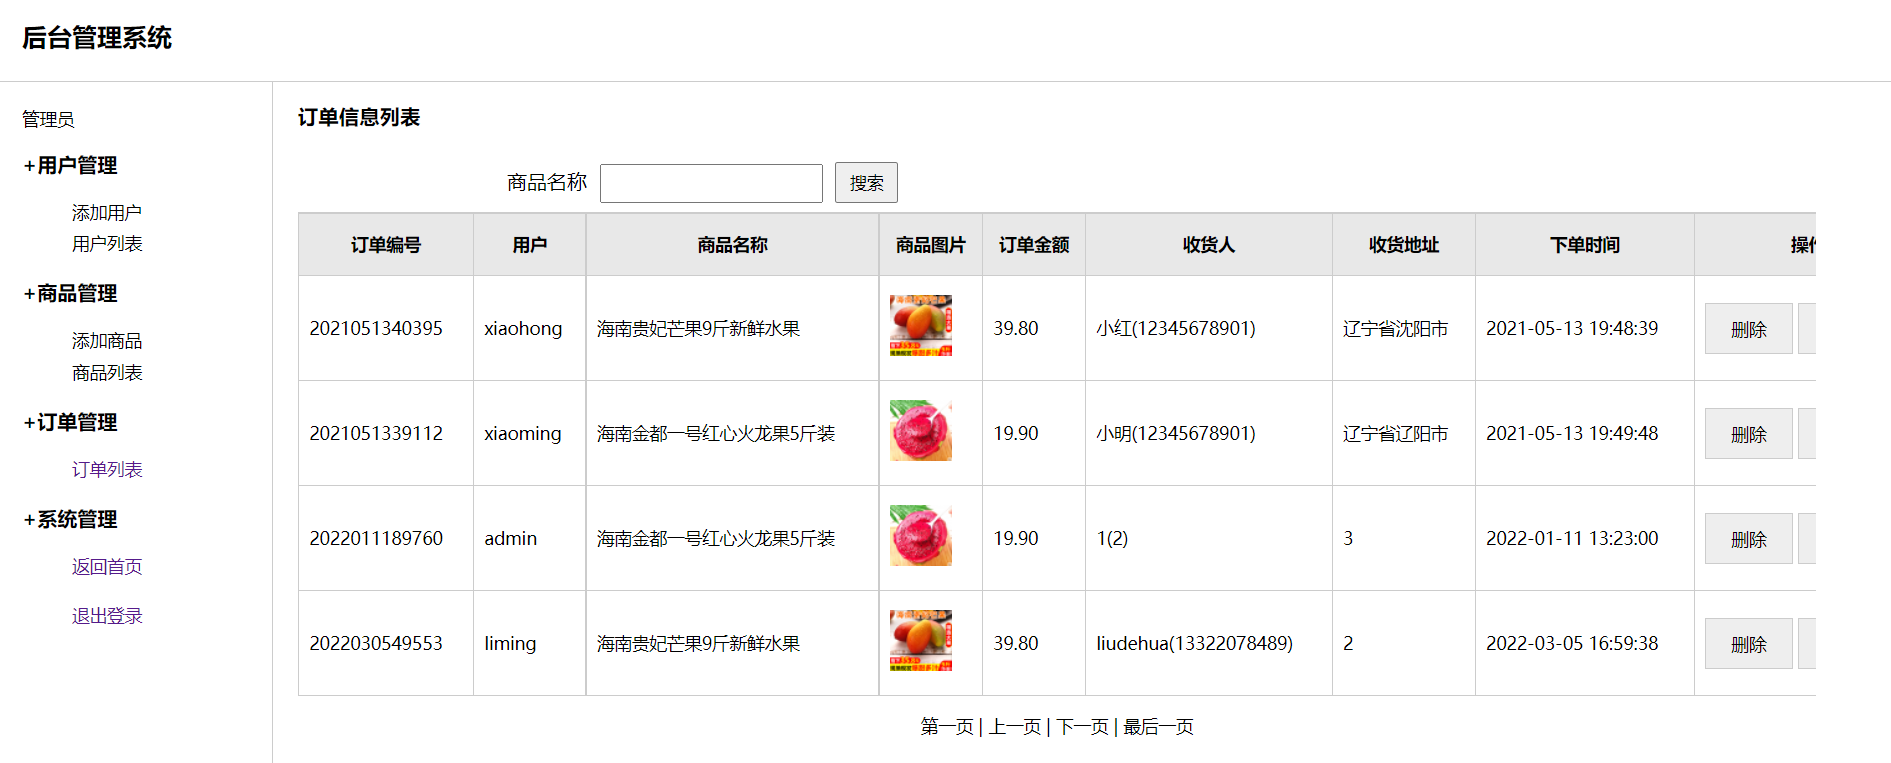 后台管理系统
管理员
+用户管理
添加用户
用户列表
+商品管理
添加商品
商品列表
+订单管理
订单列表
+系统管理
返回首页
退出登录
订单信息列表
商品名称 搜索
订单编号 用户 商品名称 商品图片 订单金额 收货人 收货地址 下单时间 操
2021051340395 xiaohong 海南贵妃芒果9斤新鲜水果 39.80 小红(12345678901) 辽宁省沈阳市 2021-05-13 19:48:39 删除
2021051339112 xiaoming 海南金都一号红心火龙果5斤装 19.90 小明(12345678901) 辽宁省辽阳市 2021-05-13 19:49:48 删除
2022011189760 admin 海南金都一号红心火龙果5斤装 19.90 1(2) 3 2022-01-11 13:23:00 删除
2022030549553 liming 海南贵妃芒果9斤新鲜水果 39.80 liudehua(13322078489) 2 2022-03-05 16:59:38 删除
第一页 | 上一页 | 下一页 | 最后一页